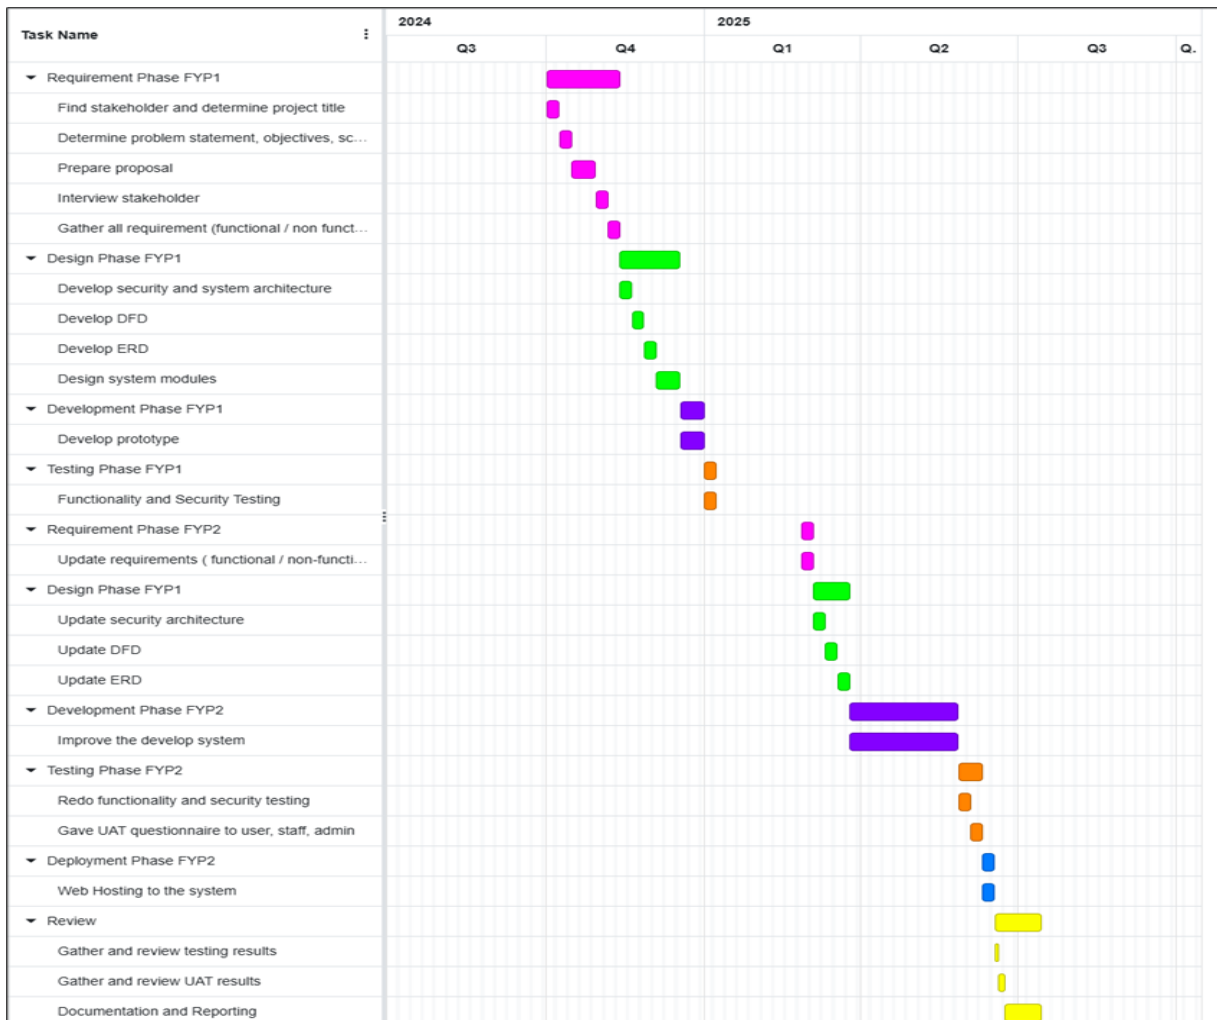 2024 2025
Task Name
Q3 Q4 Q1 Q2 Q3 Q.
Requirement Phase FYP1
Find stakeholder and determine project title
Determine problem statement, objectives, sc...
Prepare proposal
Interview stakeholder
Gather all requirement (functional / non funct...
Design Phase FYP1
Develop security and system architecture
Develop DFD
Develop ERD
Design system modules
Development Phase FYP1
Develop prototype
Testing Phase FYP1
Functionality and Security Testing
Requirement Phase FYP2
Update requirements ( functional / non-functi...
Design Phase FYP1
Update security architecture
Update DFD
Update ERD
Development Phase FYP2
Improve the develop system
Testing Phase FYP2
Redo functionality and security testing
Gave UAT questionnaire to user, staff, admin
Deployment Phase FYP2
Web Hosting to the system
Review
Gather and review testing results
Gather and review UAT results
Documentation and Reporting